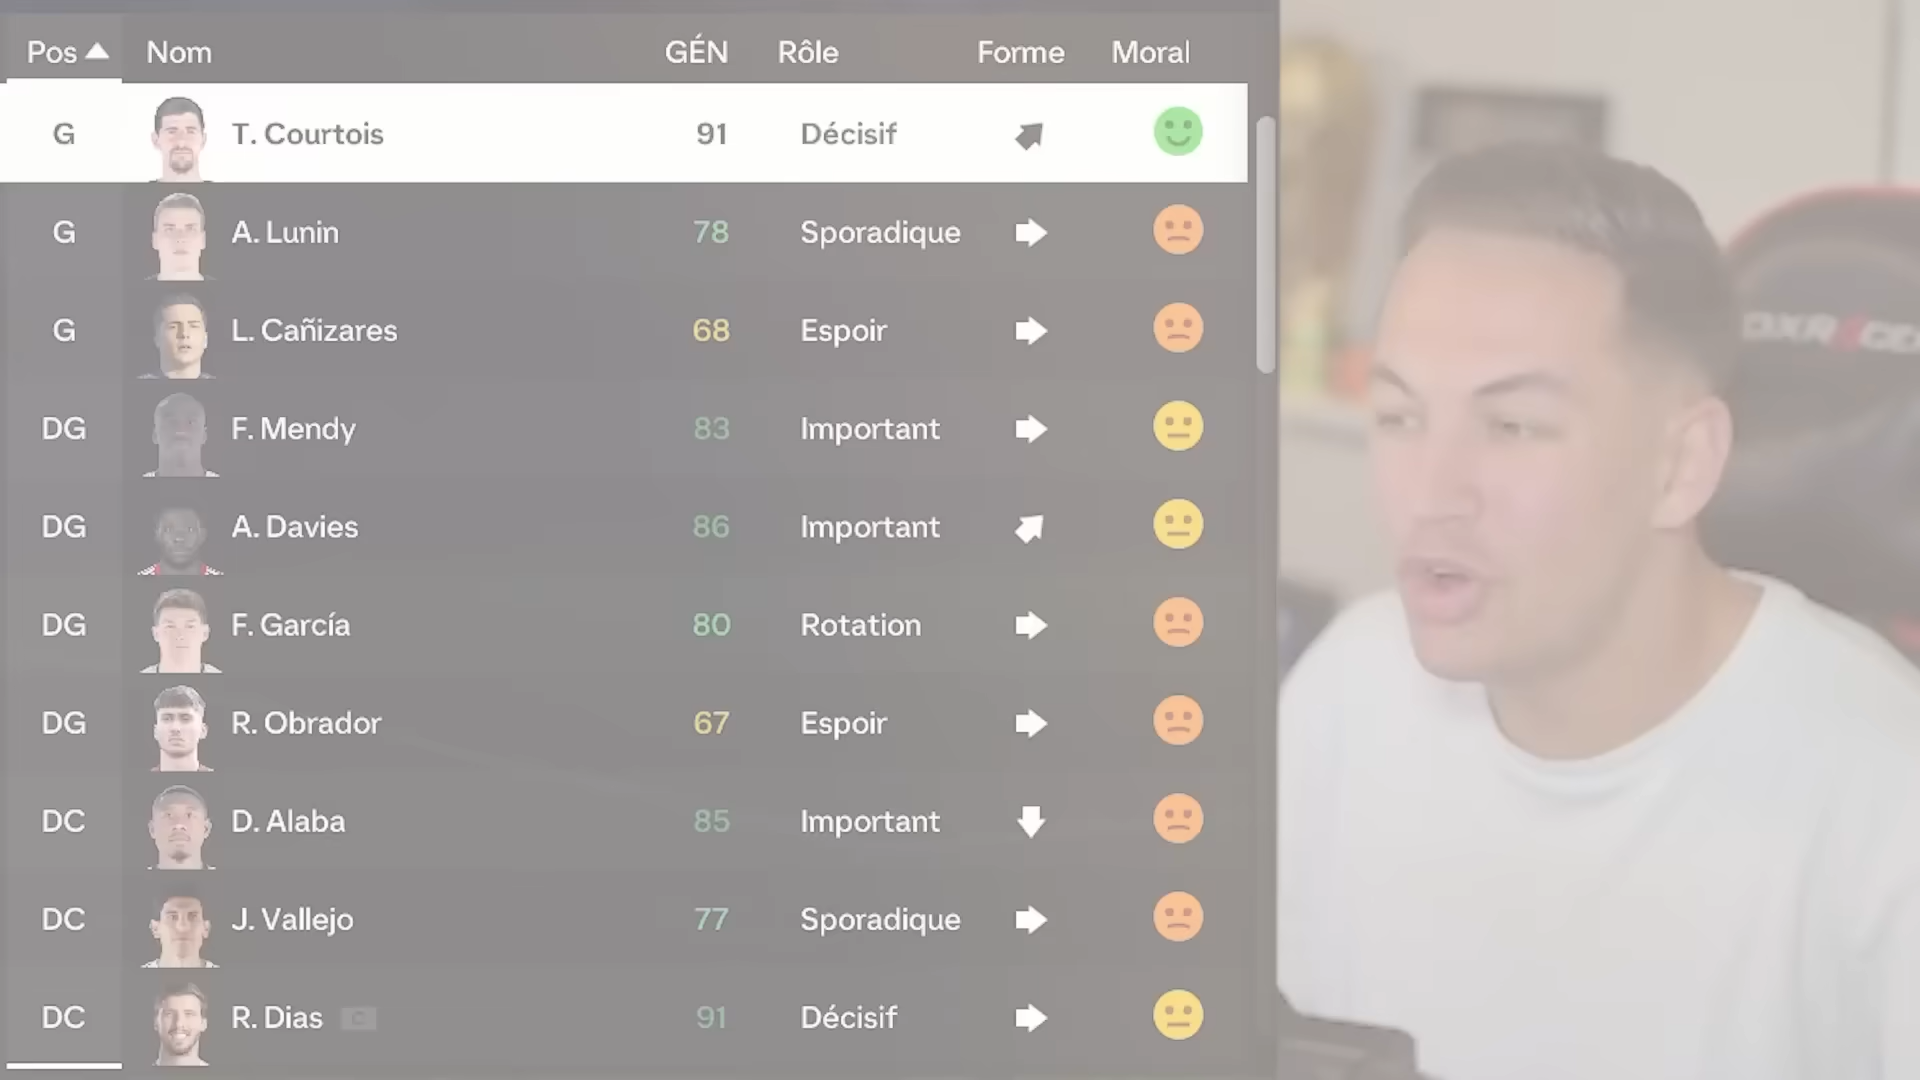 Pos Nom GÉN Rôle Forme Moral
G T. Courtois 91 Décisif
G A. Lunin 78 Sporadique
G L. Cañizares 68 Espoir
DG F. Mendy 83 Important
DG A. Davies 86 Important
DG F. García 80 Rotation
DG R. Obrador 67 Espoir
DC D. Alaba 85 Important
DC J. Vallejo 77 Sporadique
DC R. Dias C 91 Décisif